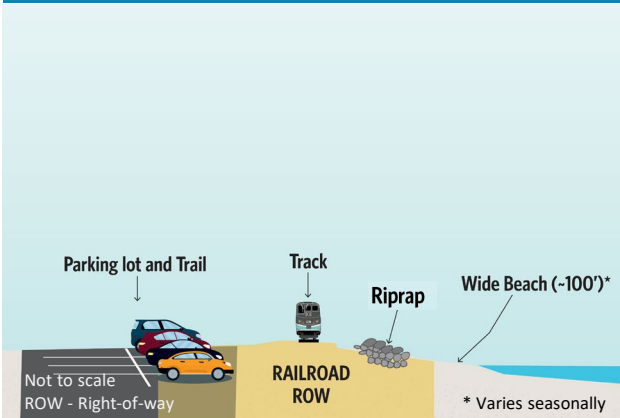 Parking lot and Trail
Track
Riprap
Wide Beach (~100')*
Not to scale
ROW - Right-of-way
RAILROAD
ROW
* Varies seasonally